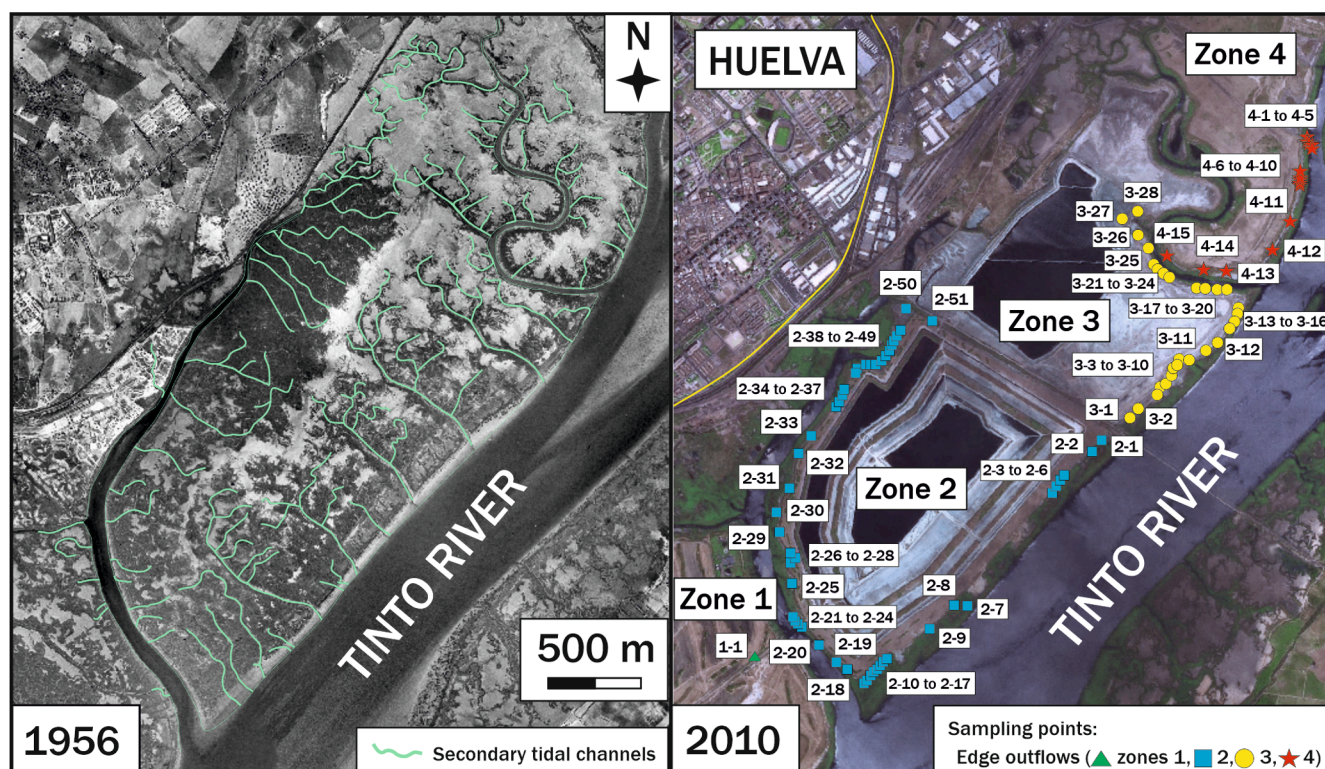 N
TINTO RIVER
500 m
1956
Secondary tidal channels
HUELVA
Zone 4
4-1 to 4-5
4-6 to 4-10
4-11
3-28
3-27
3-26
4-15
4-14
4-12
3-25
4-13
3-21 to 3-24
3-17 to 3-20
3-13 to 3-16
2-50
2-51
Zone 3
2-38 to 2-49
3-11
3-12
3-3 to 3-10
2-34 to 2-37
3-1
3-2
2-33
2-2
2-1
2-32
2-3 to 2-6
2-31
Zone 2
2-30
2-29
2-26 to 2-28
2-25
2-8
2-7
Zone 1
2-21 to 2-24
2-9
1-1
2-20
2-19
2-18
2-10 to 2-17
TINTO RIVER
2010
Sampling points:
Edge outflows ( zones 1, 2, 3, 4)